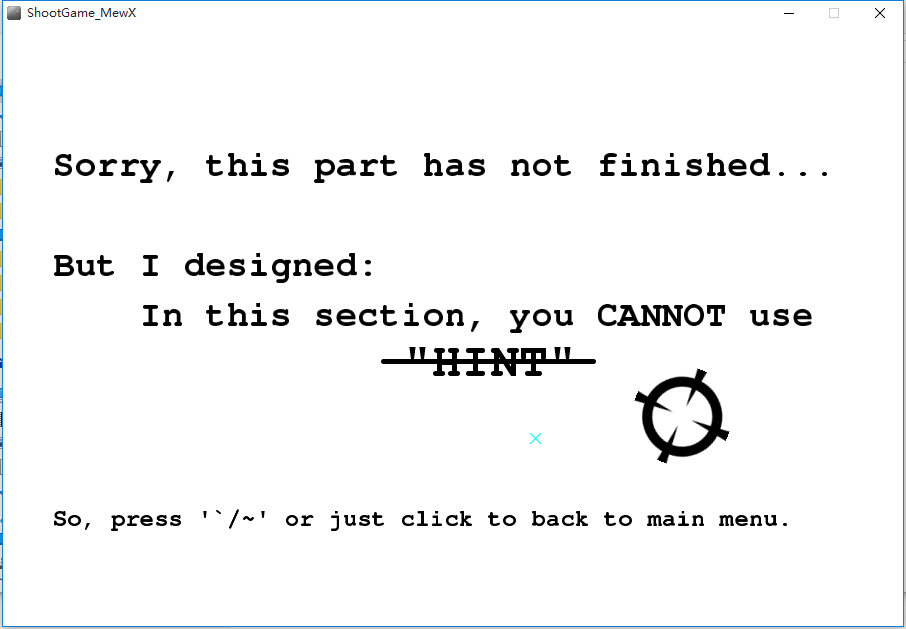 ShootGame_MewX
Sorry, this part has not finished...
But I designed:
In this section, you CANNOT use
"HINT"
So, press '`/~' or just click to back to main menu.